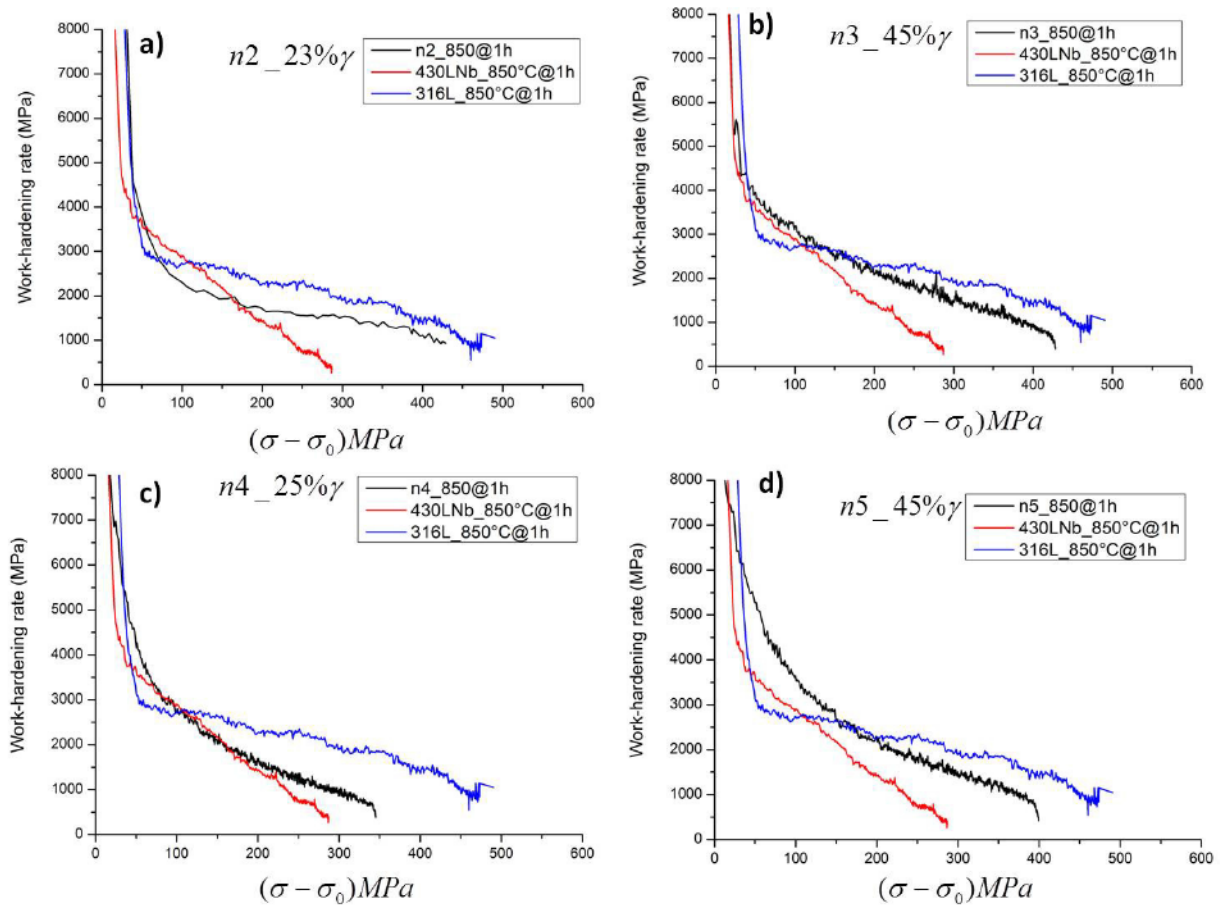 a)
n2_23%γ
n2_850@1h
430LNb_850°C@1h
316L_850°C@1h
Work-hardening rate (MPa)
8000
7000
6000
5000
4000
3000
2000
1000
0
0 100 200 300 400 500 600
(σ − σ₀)MPa
b)
n3_45%γ
n3_850@1h
430LNb_850°C@1h
316L_850°C@1h
Work-hardening rate (MPa)
8000
7000
6000
5000
4000
3000
2000
1000
0
0 100 200 300 400 500 600
(σ − σ₀)MPa
c)
n4_25%γ
n4_850@1h
430LNb_850°C@1h
316L_850°C@1h
Work-hardening rate (MPa)
8000
7000
6000
5000
4000
3000
2000
1000
0
0 100 200 300 400 500 600
(σ − σ₀)MPa
d)
n5_45%γ
n5_850@1h
430LNb_850°C@1h
316L_850°C@1h
Work-hardening rate (MPa)
8000
7000
6000
5000
4000
3000
2000
1000
0
0 100 200 300 400 500 600
(σ − σ₀)MPa